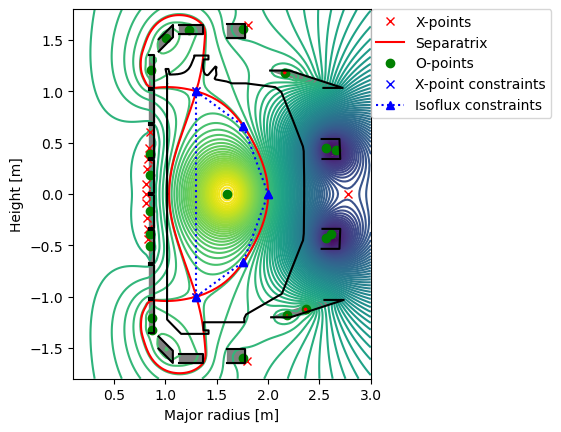 X-points
Separatrix
O-points
X-point constraints
Isoflux constraints
Height [m]
1.5
1.0
0.5
0.0
−0.5
−1.0
−1.5
0.5 1.0 1.5 2.0 2.5 3.0
Major radius [m]